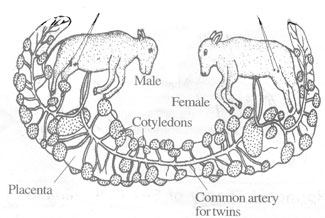 Male
Female
Cotyledons
Placenta
Common artery
for twins